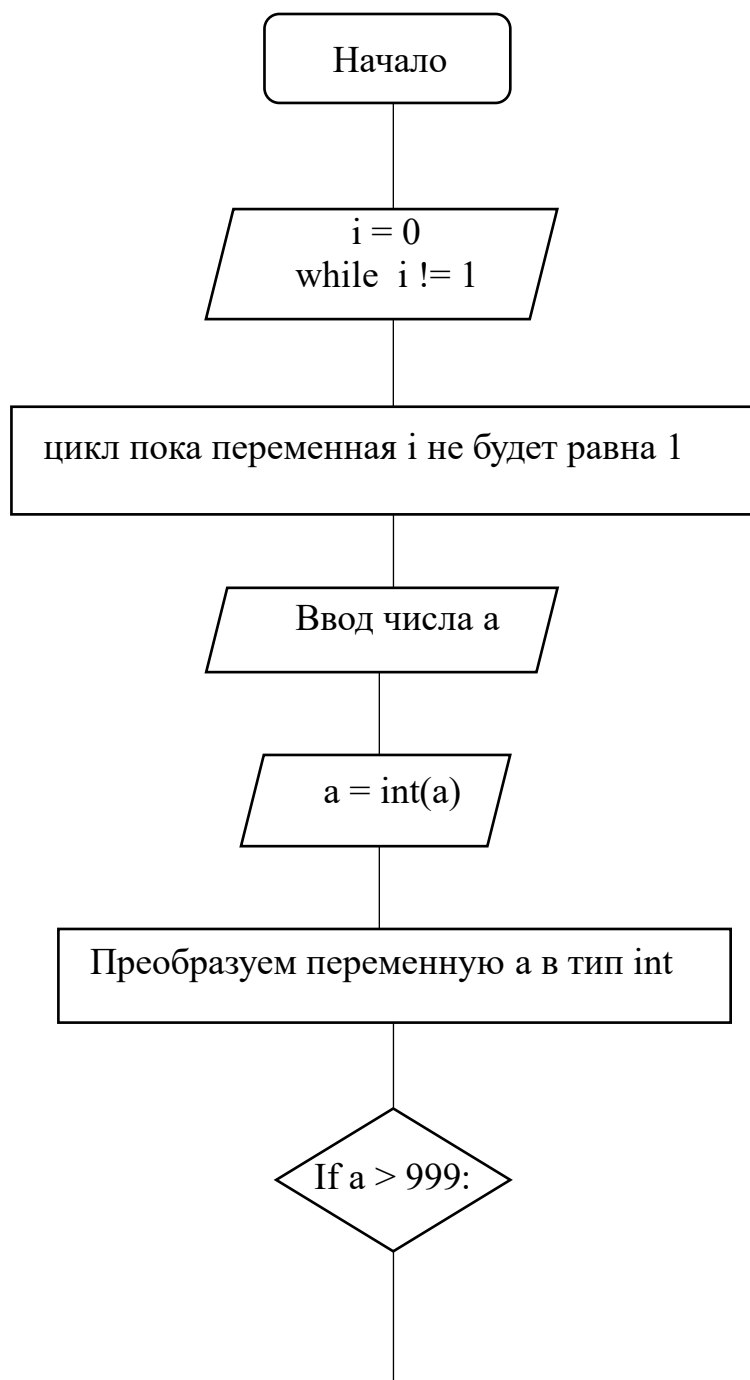 Начало
i = 0
while i != 1
цикл пока переменная i не будет равна 1
Ввод числа a
a = int(a)
Преобразуем переменную a в тип int
If a > 999: